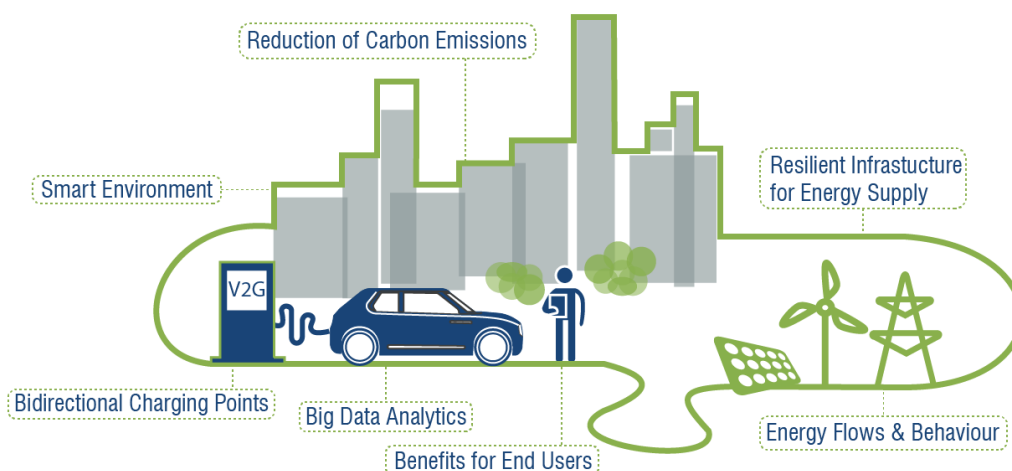 Reduction of Carbon Emissions
Smart Environment
Resilient Infrastucture
for Energy Supply
V2G
Bidirectional Charging Points
Big Data Analytics
Benefits for End Users
Energy Flows & Behaviour